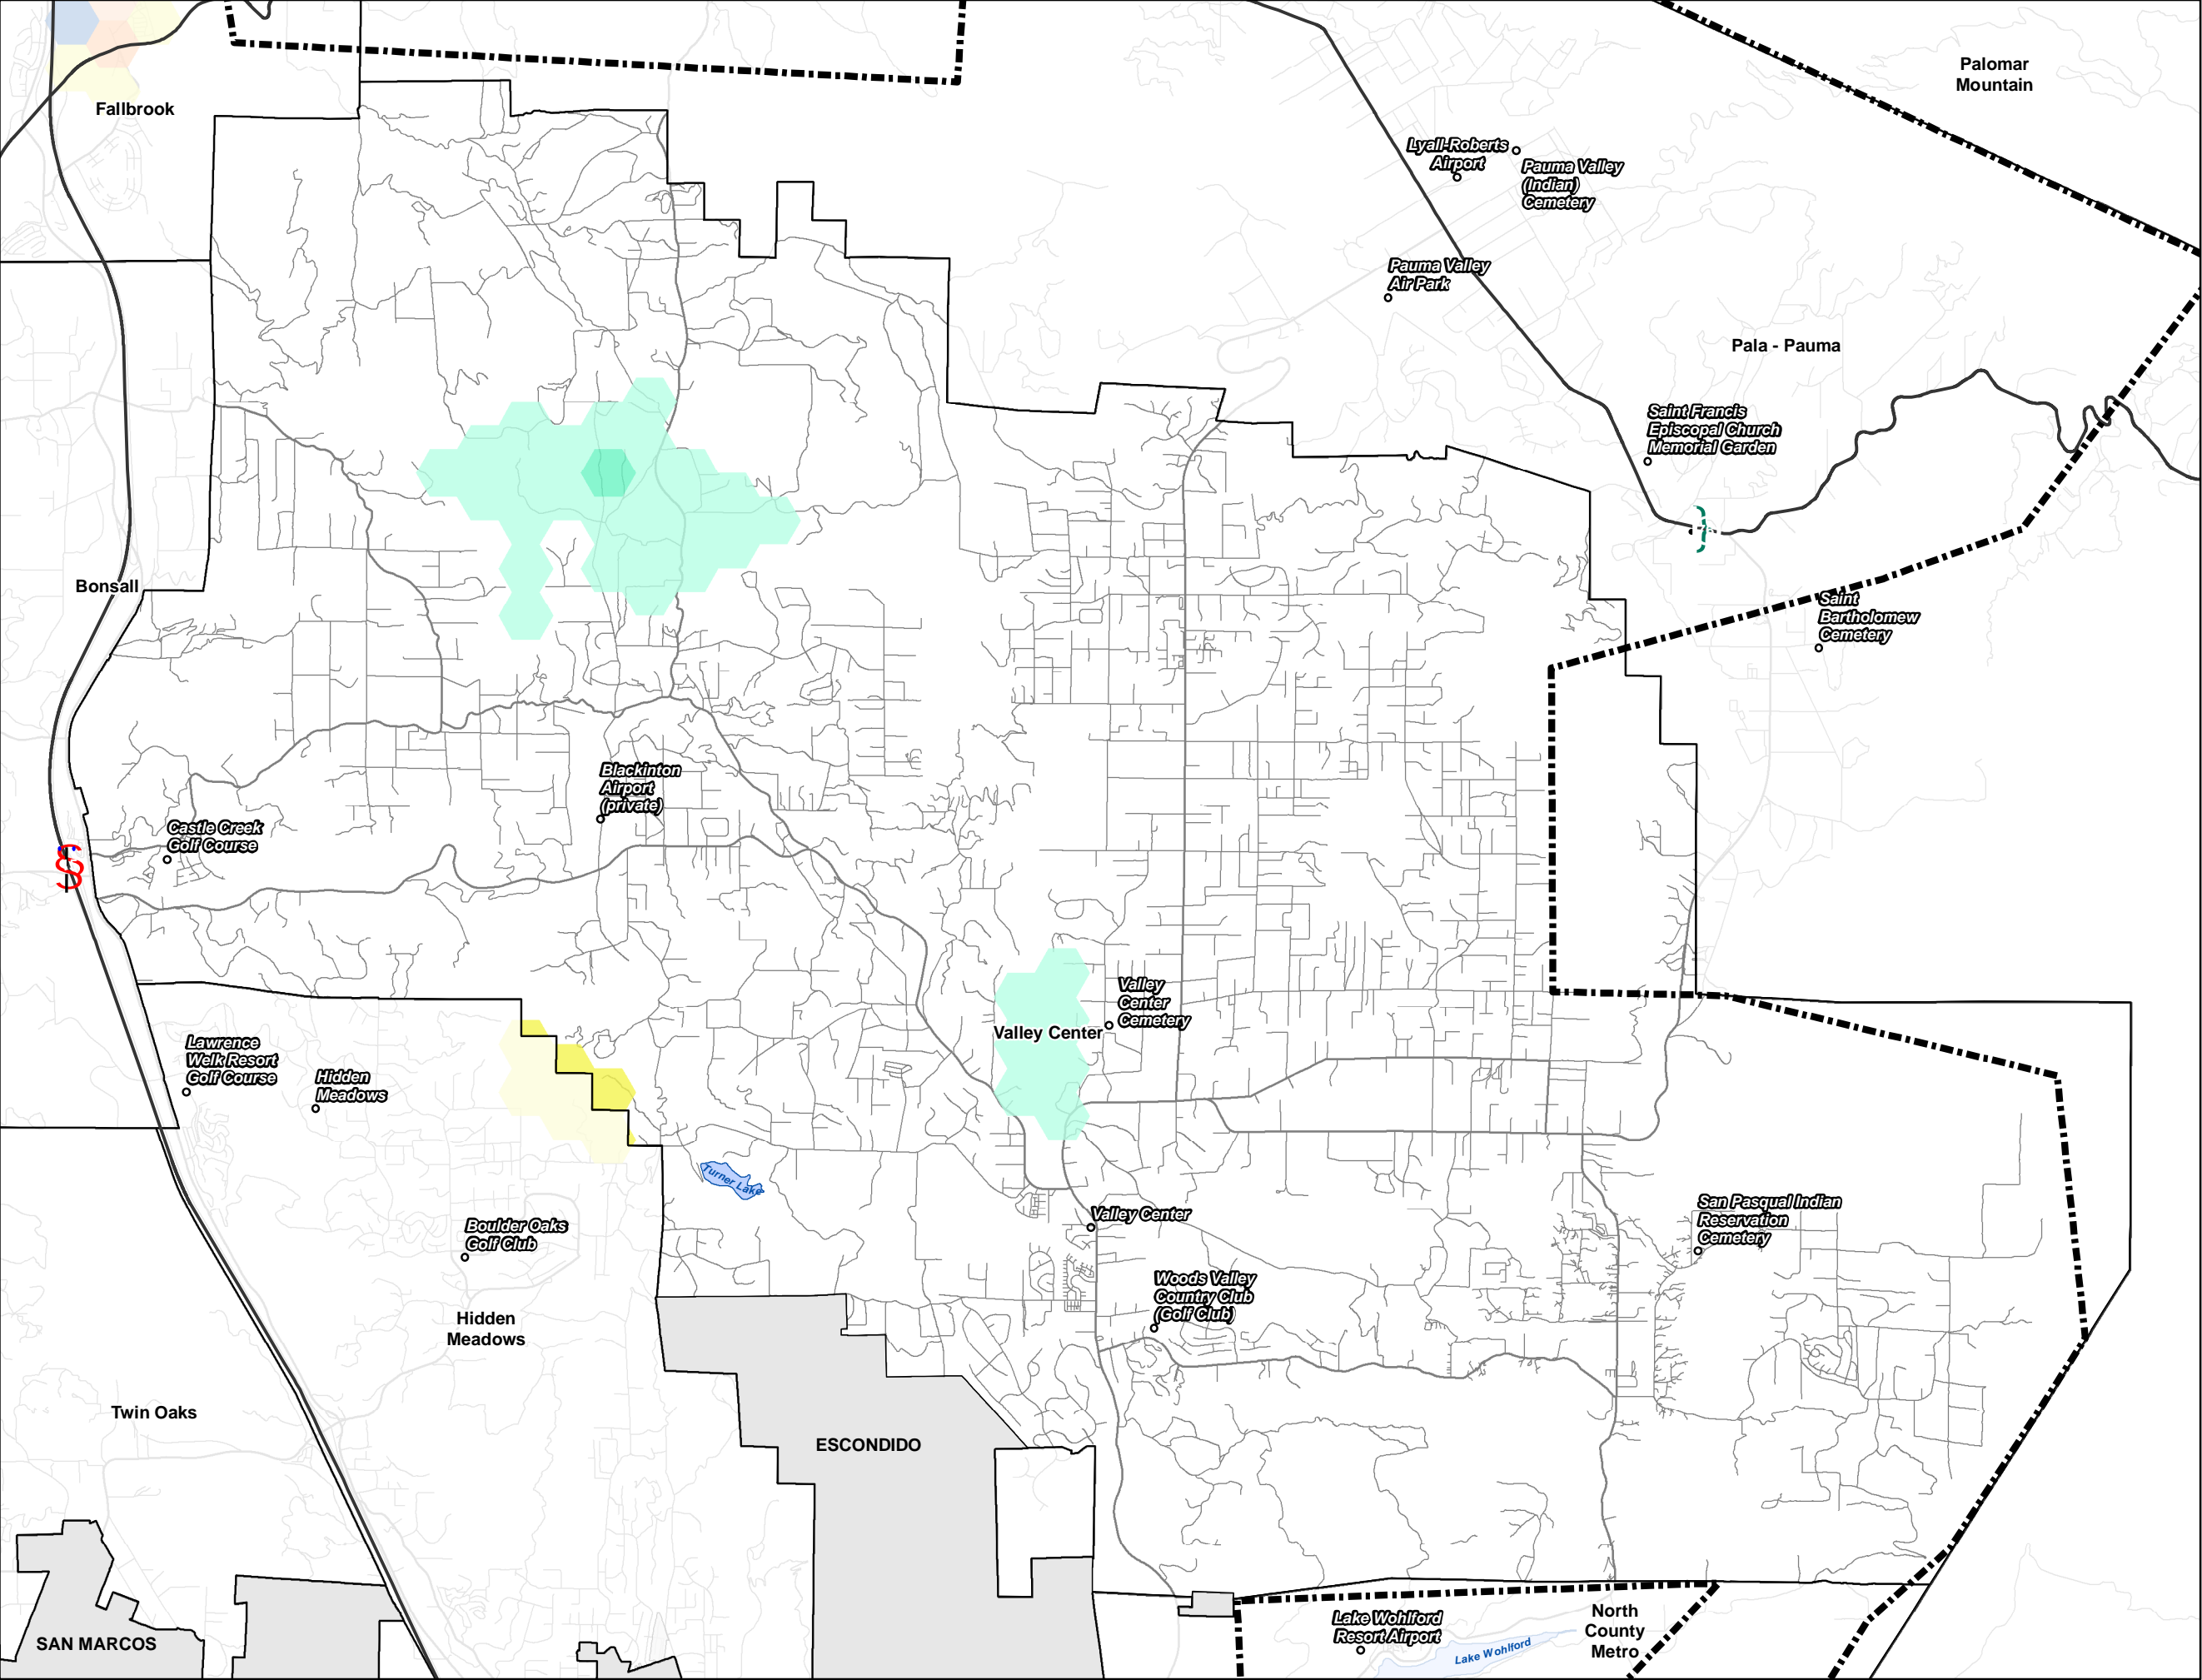 Palomar
Mountain
Fallbrook
Lyall-Roberts
Airport
Pauma Valley
(Indian)
Cemetery
Pauma Valley
Air Park
Pala - Pauma
Saint Francis
Episcopal Church
Memorial Garden
Bonsall
Saint
Bartholomew
Cemetery
Blackinton
Airport
(private)
Castle Creek
Golf Course
Valley
Center
Cemetery
Valley Center
Lawrence
Welk Resort
Golf Course
Hidden
Meadows
Turner Lake
San Pasqual Indian
Reservation
Cemetery
Valley Center
Boulder Oaks
Golf Club
Woods Valley
Country Club
(Golf Club)
Hidden
Meadows
Twin Oaks
ESCONDIDO
North
County
Metro
Lake Wohlford
Resort Airport
SAN MARCOS
Lake Wohlford